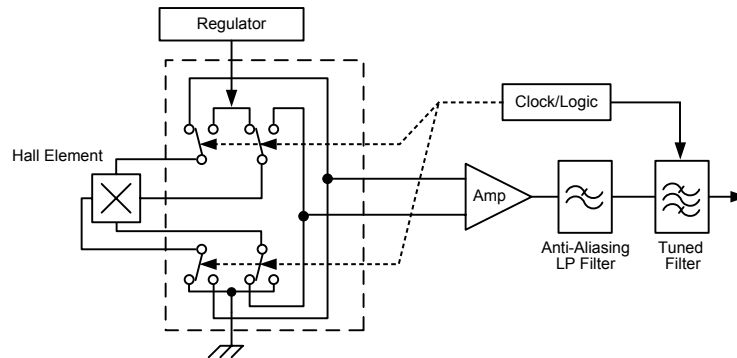 Regulator
Clock/Logic
Hall Element
Amp
Anti-Aliasing
LP Filter
Tuned
Filter